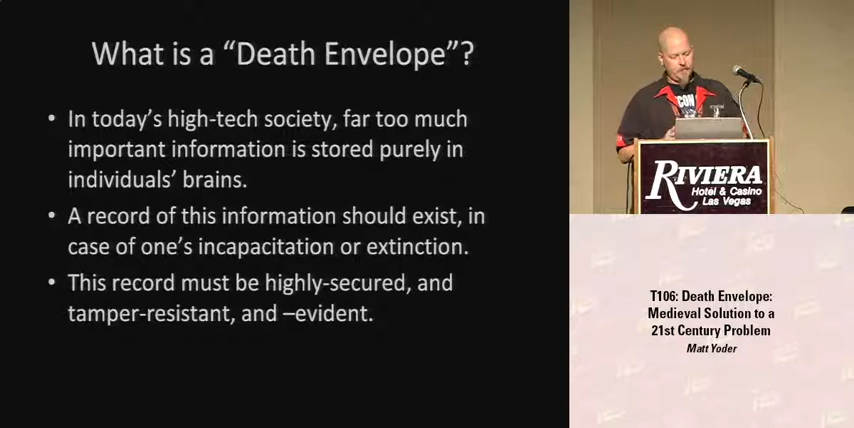 What is a “Death Envelope”?
• In today’s high-tech society, far too much
important information is stored purely in
individuals’ brains.
• A record of this information should exist, in
case of one’s incapacitation or extinction.
• This record must be highly-secured, and
tamper-resistant, and –evident.
CON
RIVIERA
Hotel & Casino
Las Vegas
T106: Death Envelope:
Medieval Solution to a
21st Century Problem
Matt Yoder